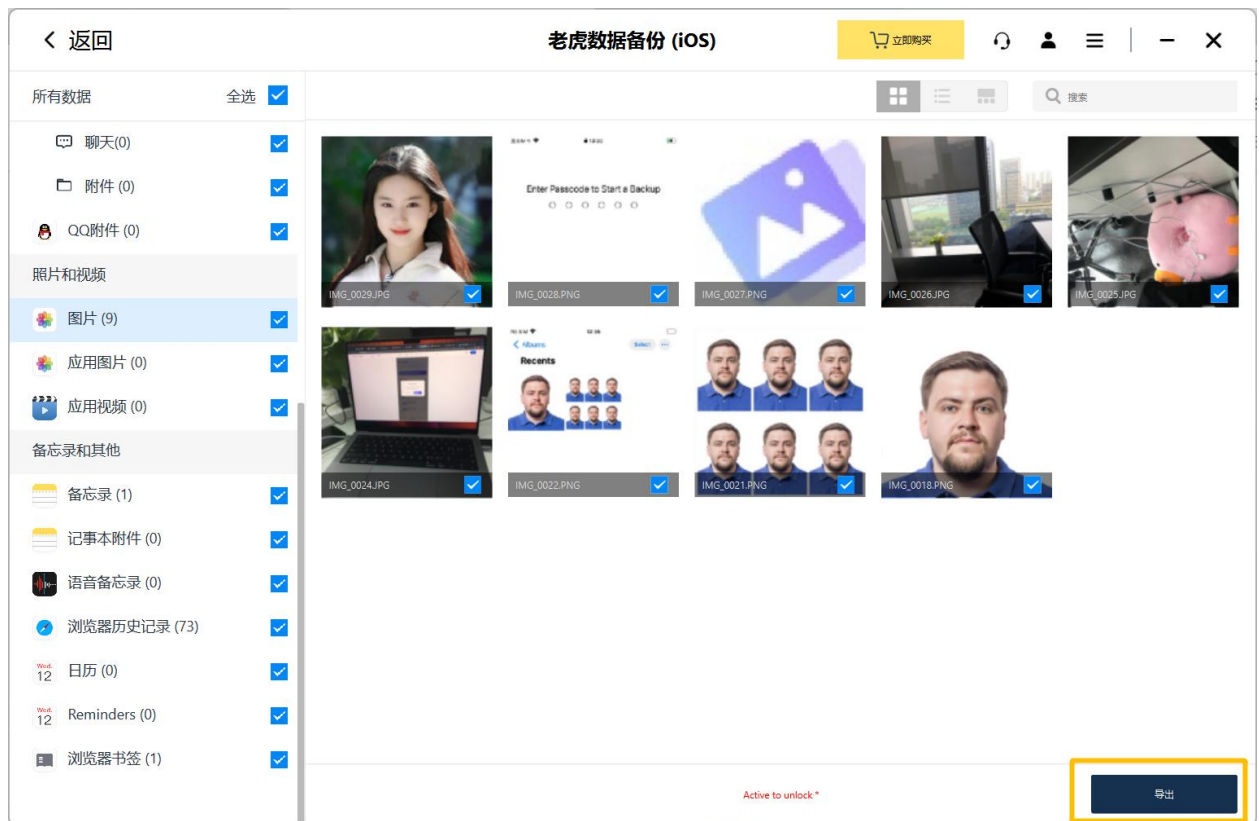 返回
老虎数据备份 (iOS)
立即购买
所有数据
全选
搜索
聊天(0)
附件 (0)
QQ附件 (0)
照片和视频
图片 (9)
应用图片 (0)
应用视频 (0)
备忘录和其他
备忘录 (1)
记事本附件 (0)
语音备忘录 (0)
浏览器历史记录 (73)
Wed.
12
日历 (0)
Wed.
12
Reminders (0)
浏览器书签 (1)
Enter Passcode to Start a Backup
IMG_0029.JPG
IMG_0028.PNG
IMG_0027.PNG
IMG_0026.JPG
IMG_0025.JPG
Albums
Select
Recents
IMG_0024.JPG
IMG_0022.PNG
IMG_0021.PNG
IMG_0018.PNG
Active to unlock *
导出